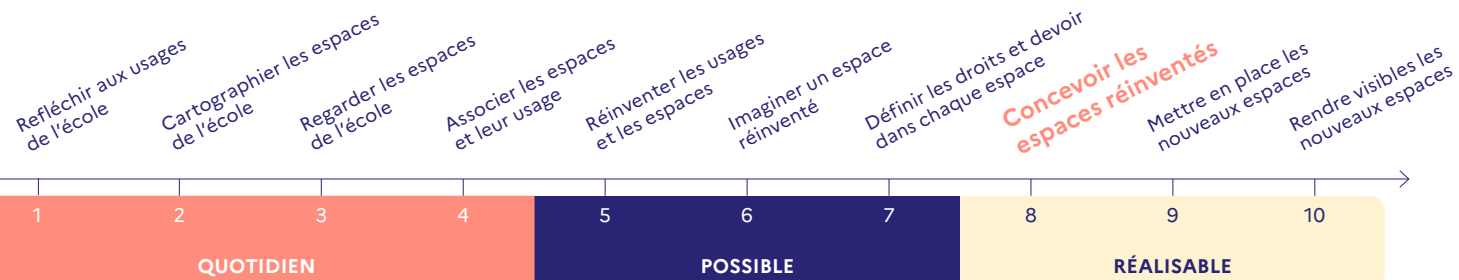 Refléchir aux usages
de l'école
Cartographier les espaces
de l'école
Regarder les espaces
de l'école
Associer les espaces
et leur usage
Réinventer les usages
et les espaces
Imaginer un espace
réinventé
Définir les droits et devoir
dans chaque espace
Concevoir les
espaces réinventés
Mettre en place les
nouveaux espaces
Rendre visibles les
nouveaux espaces
1 2 3 4 5 6 7 8 9 10
QUOTIDIEN POSSIBLE RÉALISABLE